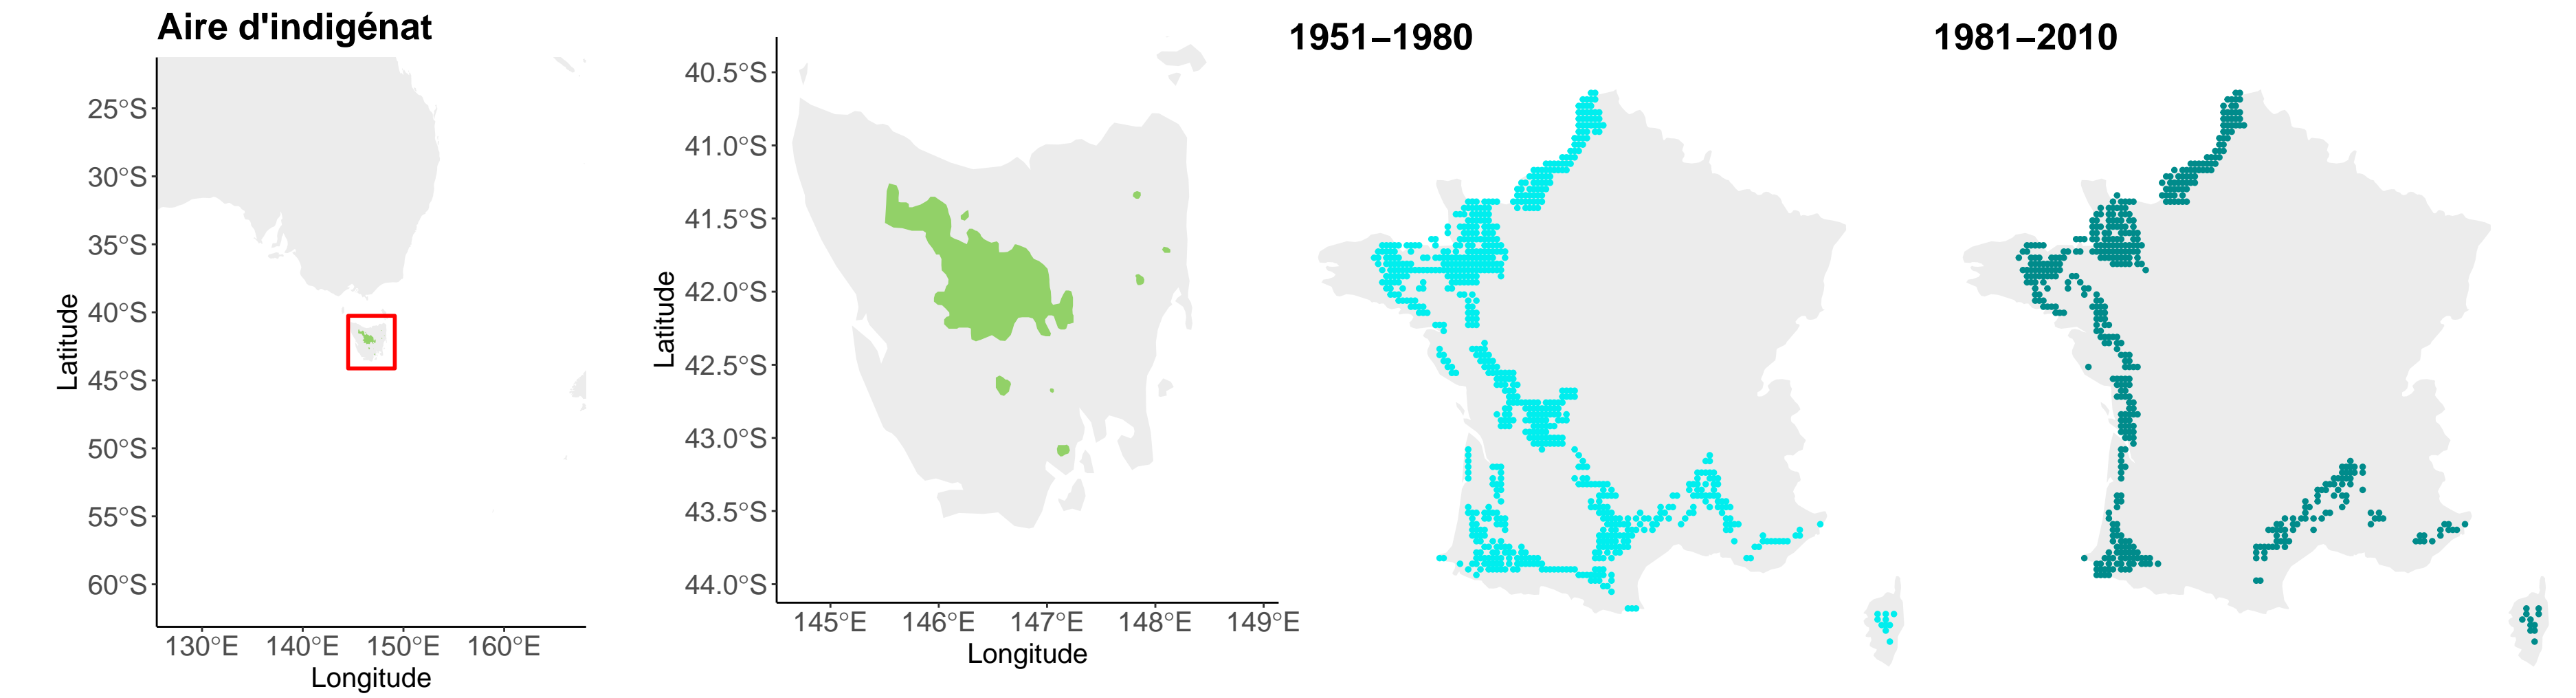 Aire d'indigénat
25°S
30°S
35°S
40°S
45°S
50°S
55°S
60°S
Latitude
130°E 140°E 150°E 160°E
Longitude
40.5°S
41.0°S
41.5°S
42.0°S
42.5°S
43.0°S
43.5°S
44.0°S
Latitude
145°E 146°E 147°E 148°E 149°E
Longitude
1951–1980
1981–2010